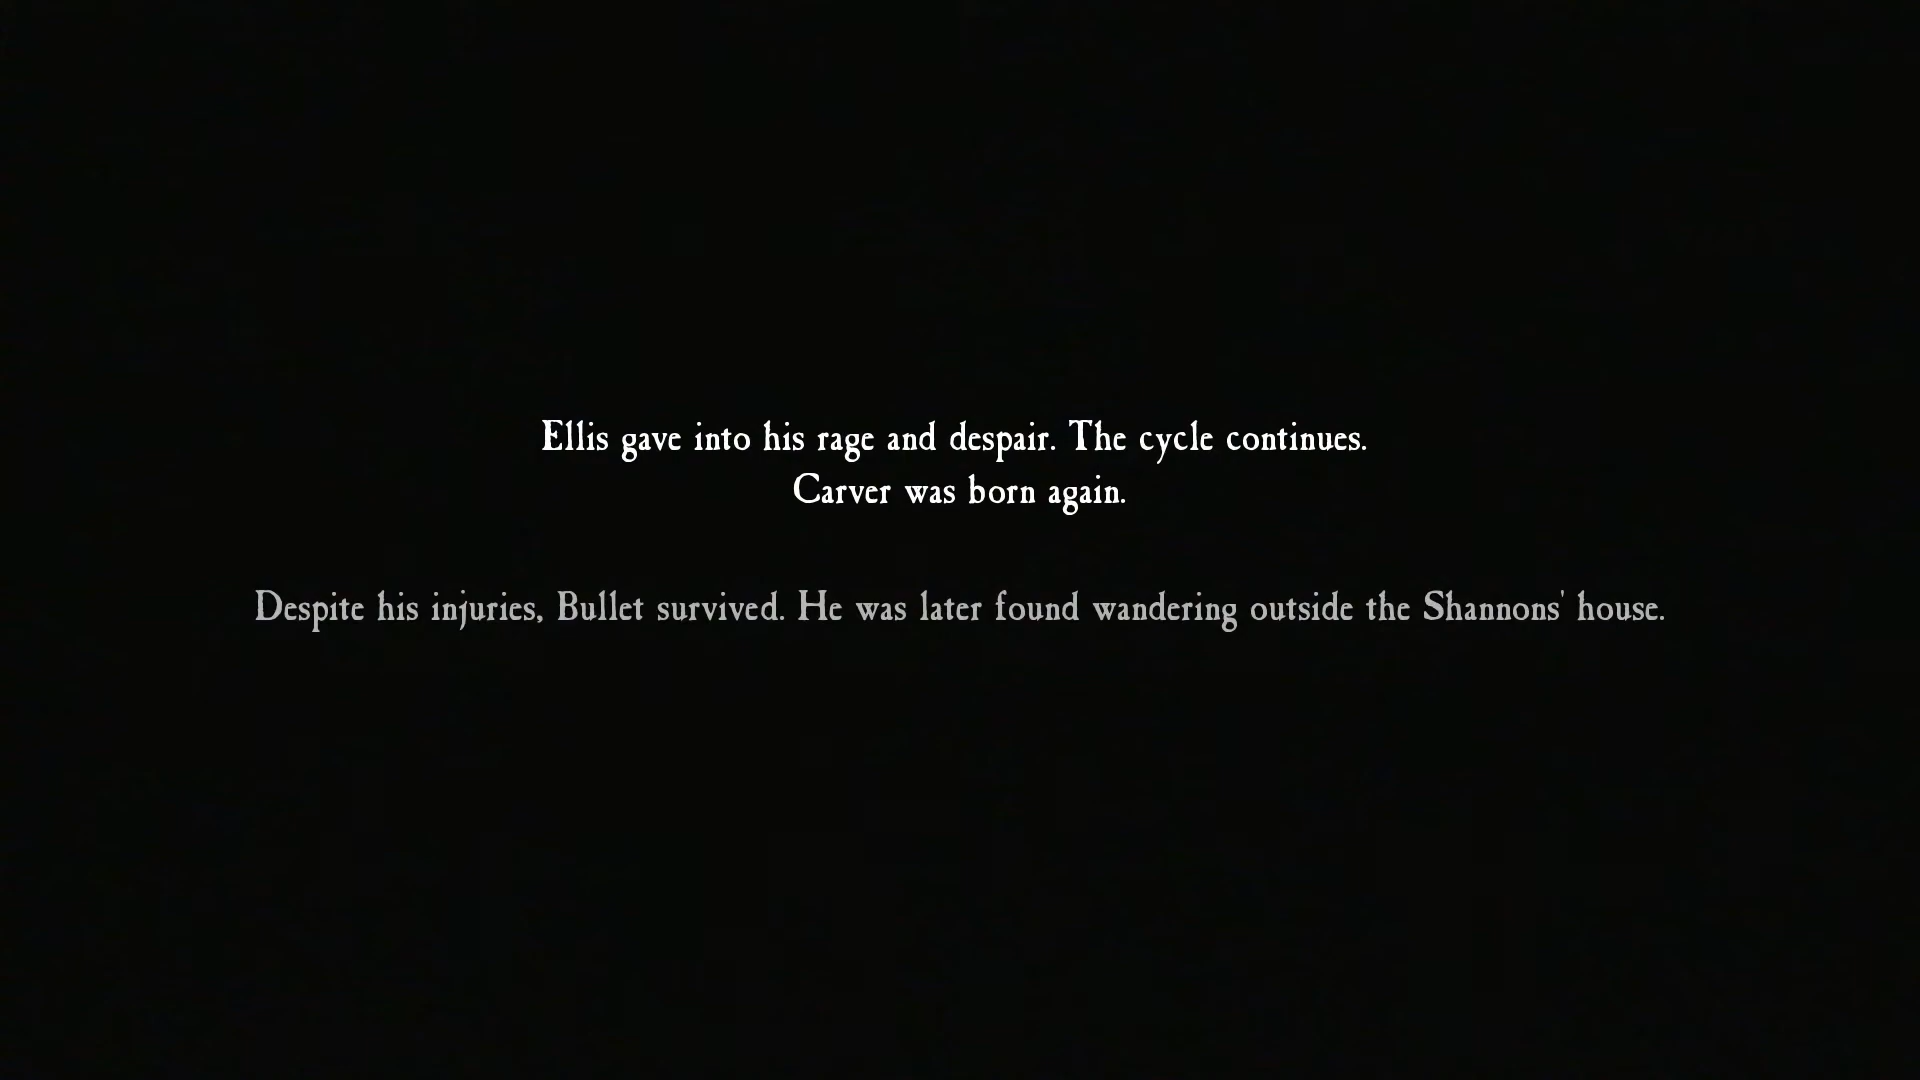 Ellis gave into his rage and despair. The cycle continues.
Carver was born again.
Despite his injuries, Bullet survived. He was later found wandering outside the Shannons' house.